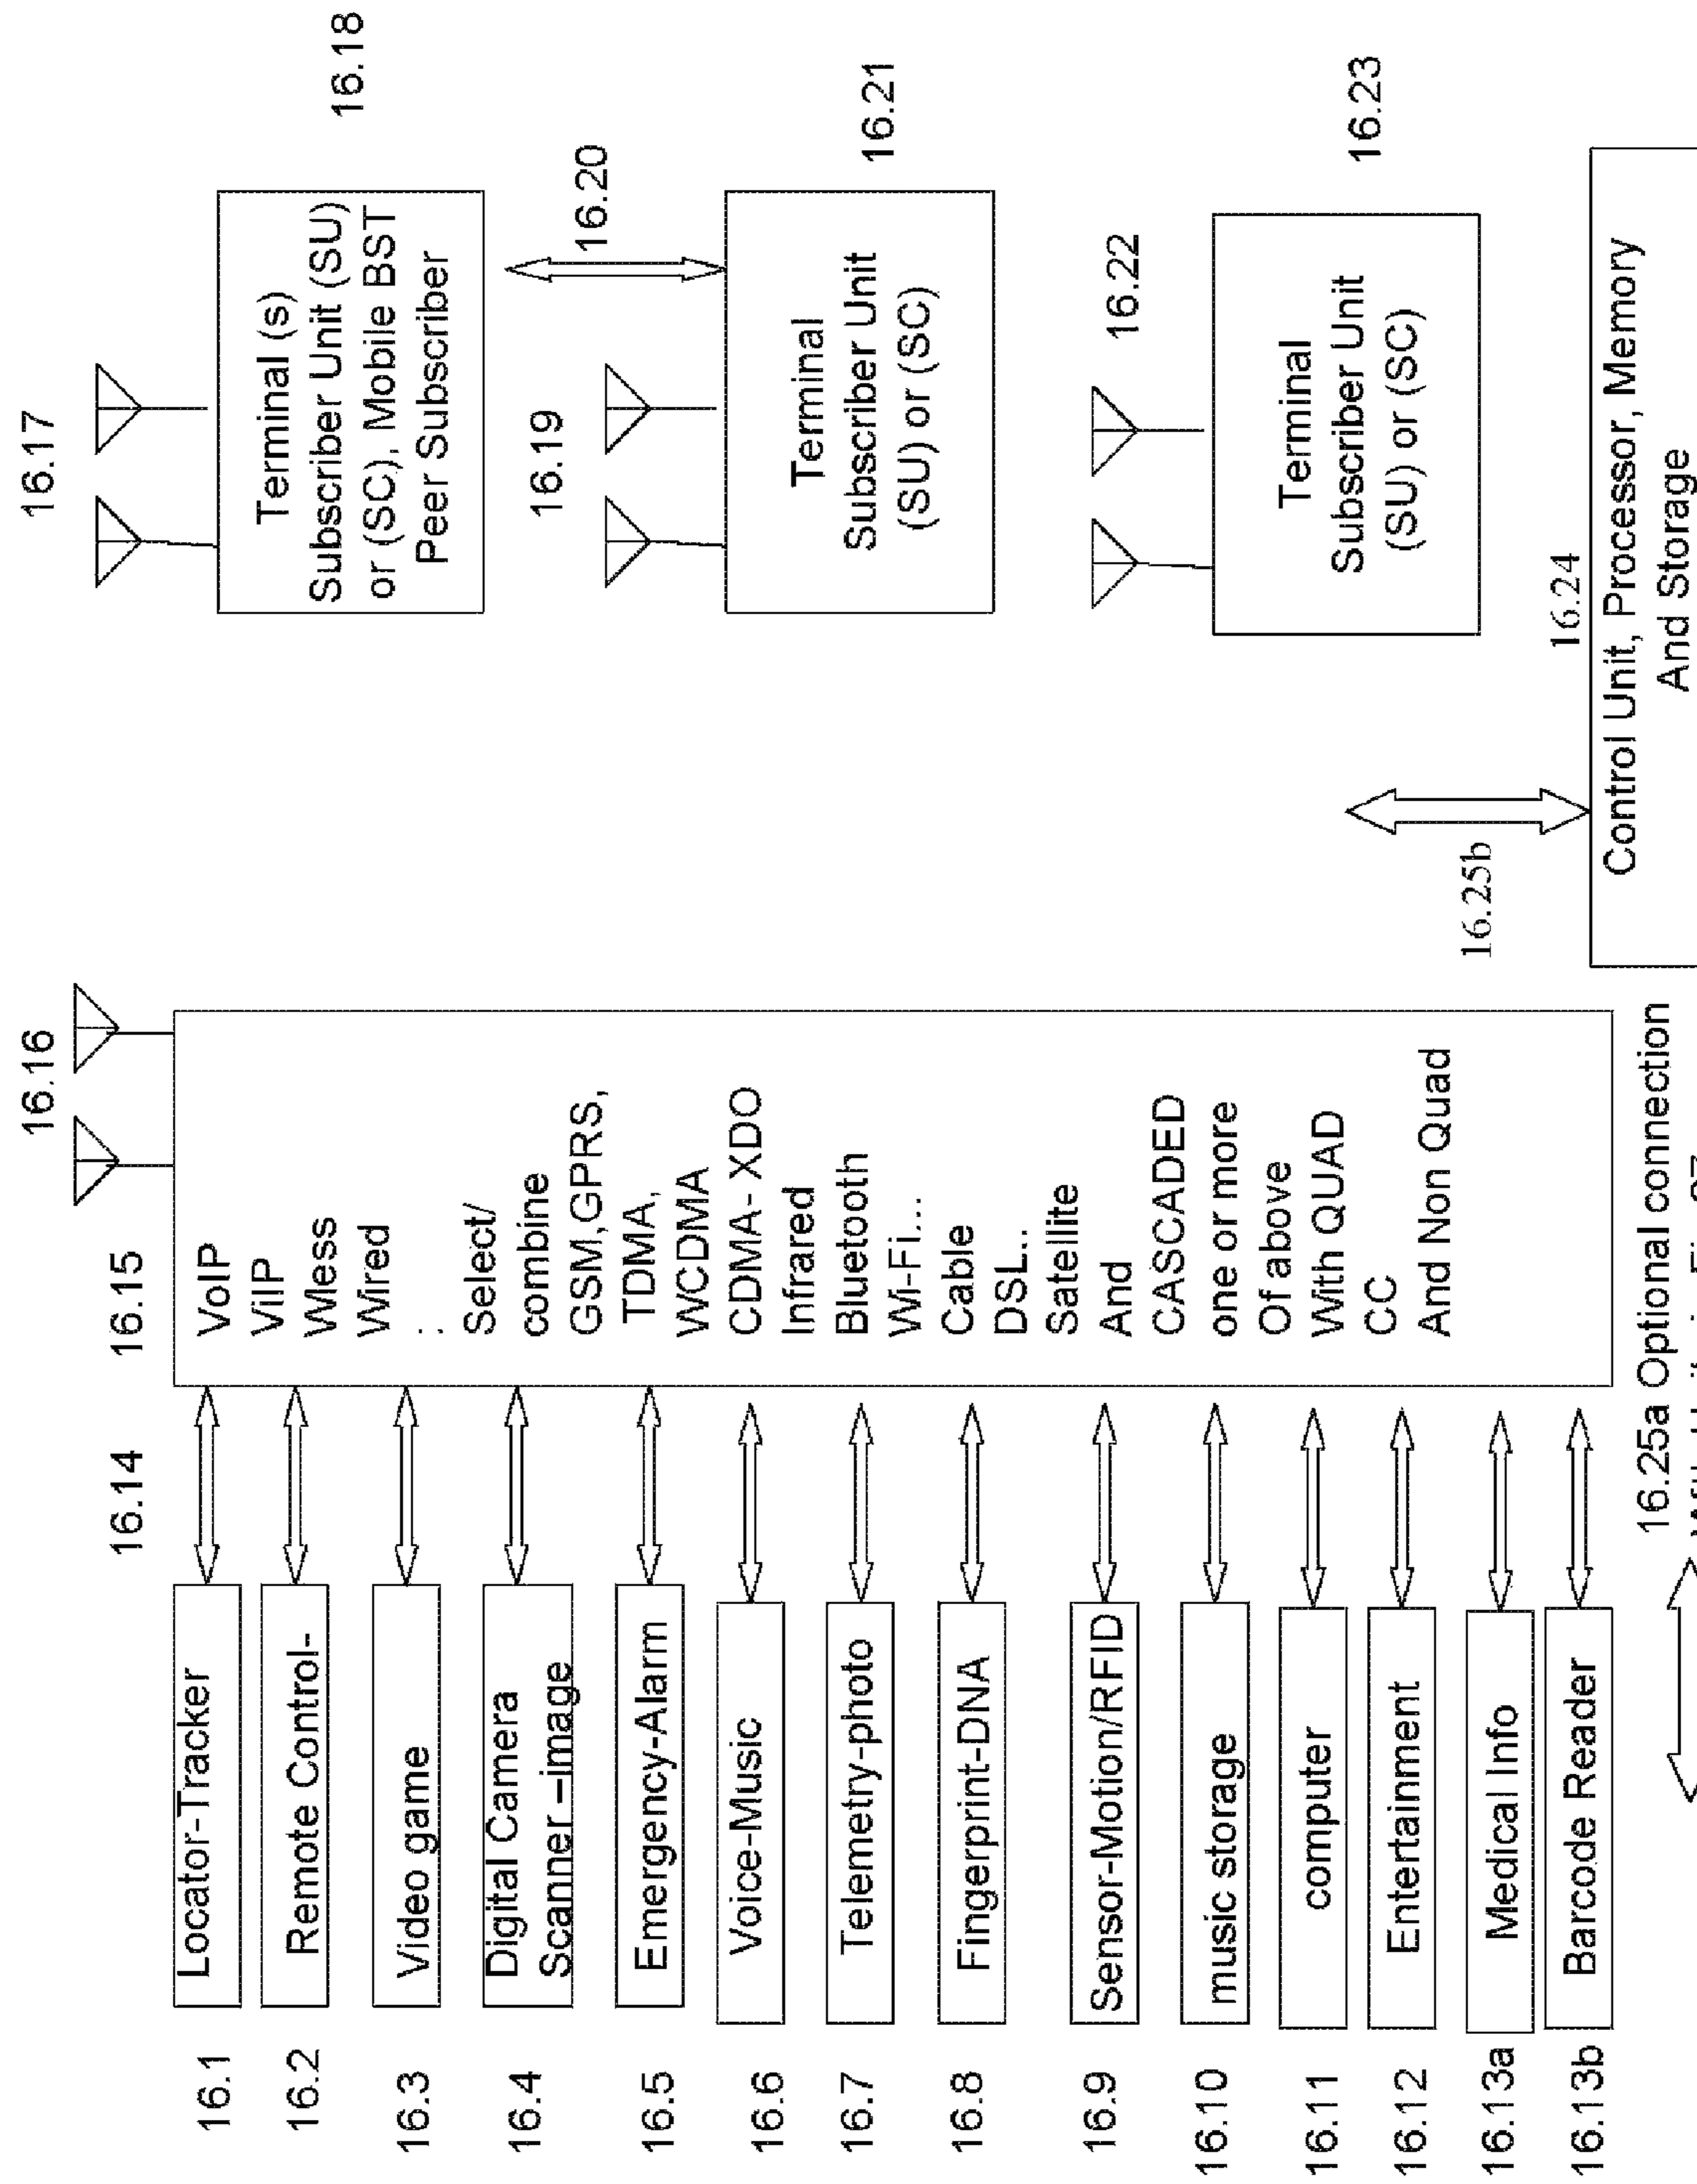 16.1
Locator-Tracker
16.2
Remote Control-
16.3
Video game
16.4
Digital Camera
Scanner –image
16.5
Emergency-Alarm
16.6
Voice-Music
16.7
Telemetry-photo
16.8
Fingerprint-DNA
16.9
Sensor-Motion/RFID
16.10
music storage
16.11
computer
16.12
Entertainment
16.13a
Medical Info
16.13b
Barcode Reader
16.14
16.15
16.16
VoIP
ViIP
Wless
Wired
:
Select/
combine
GSM,GPRS,
TDMA,
WCDMA
CDMA- XDO
Infrared
Bluetooth
Wi-Fi...
Cable
DSL..
Satellite
And
CASCADED
one or more
Of above
With QUAD
CC
And Non Quad
16.25a Optional connection
16.17
Terminal (s)
Subscriber Unit (SU)
or (SC), Mobile BST
Peer Subscriber
16.18
16.19
16.20
Terminal
Subscriber Unit
(SU) or (SC)
16.21
16.22
Terminal
Subscriber Unit
(SU) or (SC)
16.23
16.25b
16.24
Control Unit, Processor, Memory
And Storage